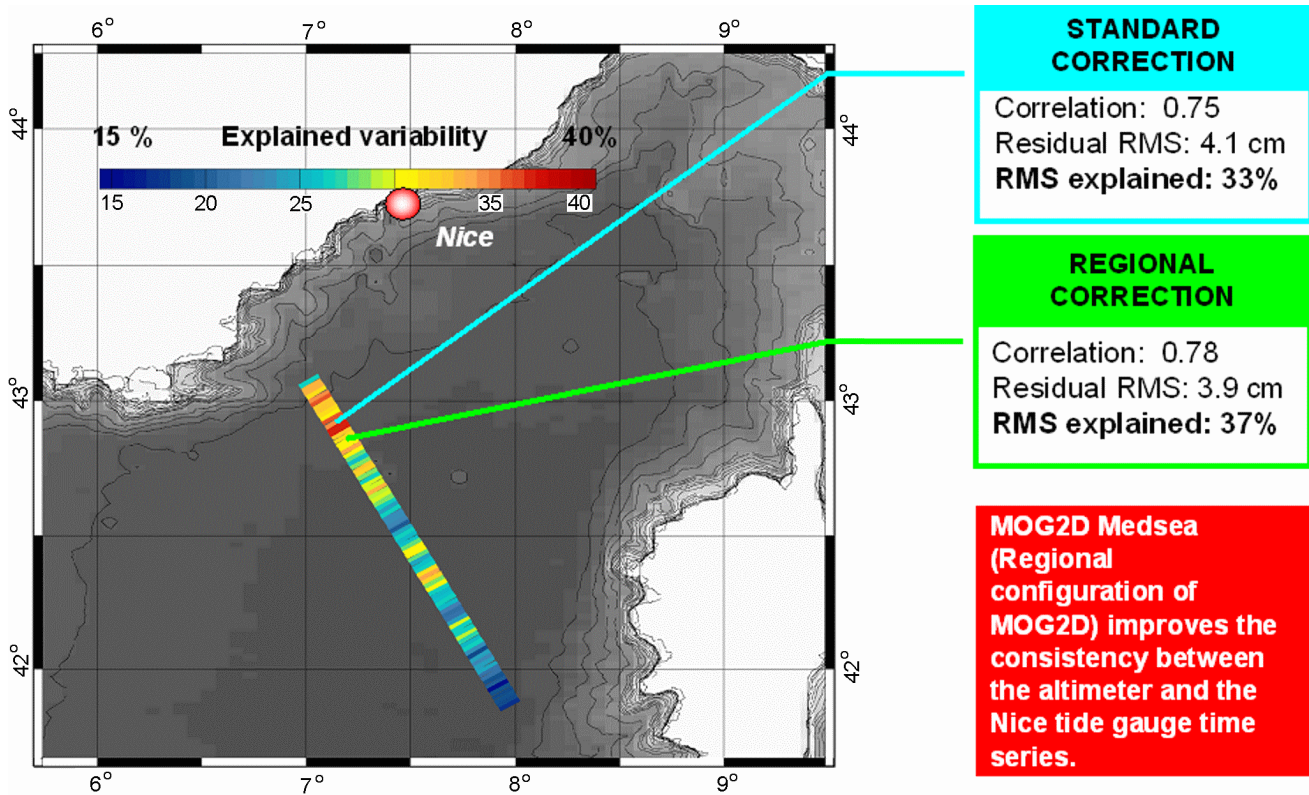 6°
7°
8°
9°
44°
44°
15 %
Explained variability
40%
15
20
25
35
40
Nice
43°
43°
42°
42°
6°
7°
8°
9°
STANDARD
CORRECTION
Correlation: 0.75
Residual RMS: 4.1 cm
RMS explained: 33%
REGIONAL
CORRECTION
Correlation: 0.78
Residual RMS: 3.9 cm
RMS explained: 37%
MOG2D Medsea
(Regional
configuration of
MOG2D) improves the
consistency between
the altimeter and the
Nice tide gauge time
series.